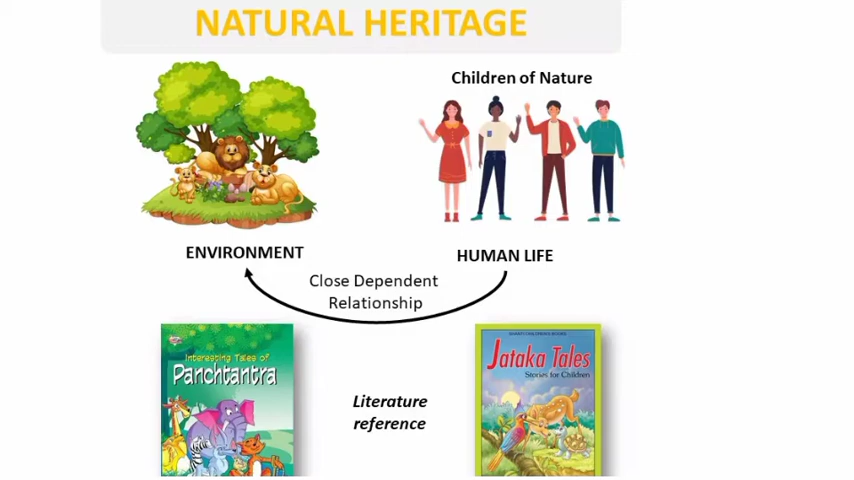 NATURAL HERITAGE
Children of Nature
ENVIRONMENT
HUMAN LIFE
Close Dependent
Relationship
Interesting Tales of
Panchtantra
Jataka Tales
Stories for Children
Literature
reference